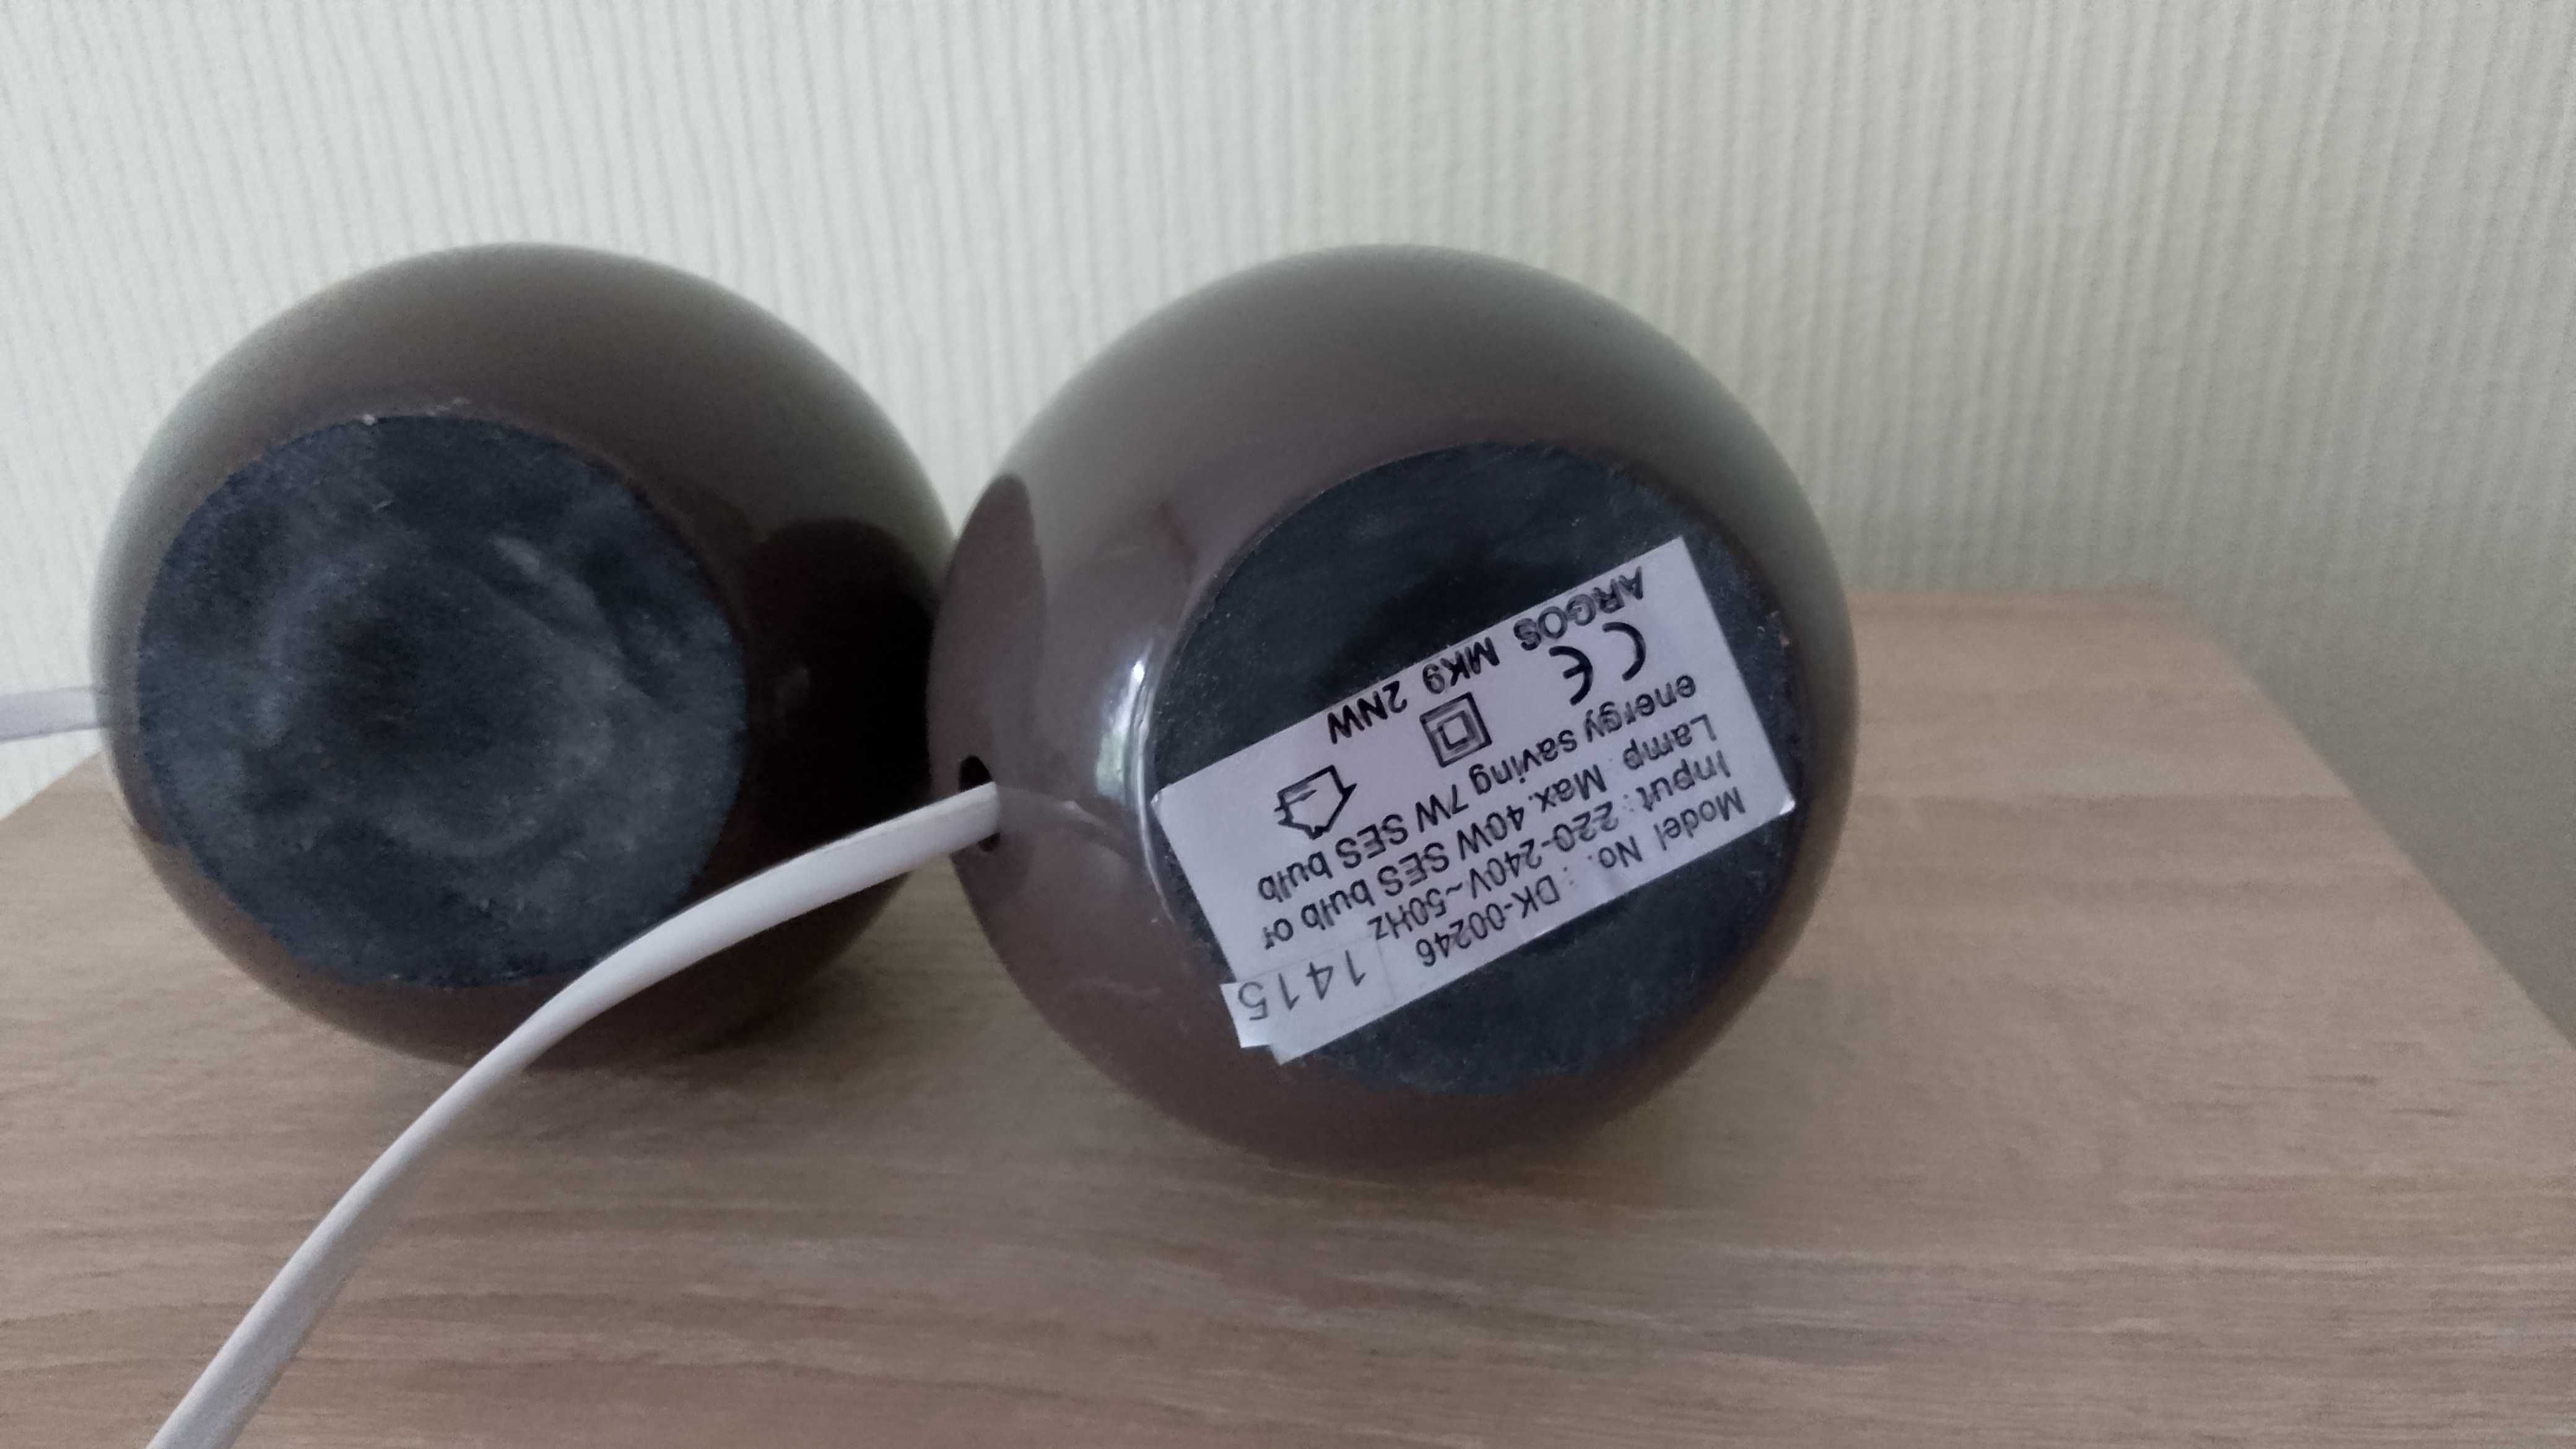 1415
Model No. : DK-00246
Input : 220-240V~50Hz
Lamp : Max. 40W SES bulb or
energy saving 7W SES bulb
CE
ARGOS MK9 2NW